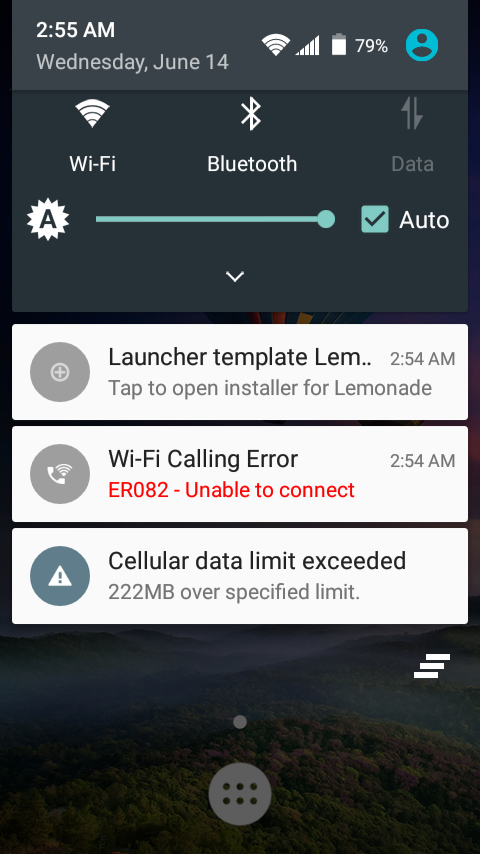 2:55 AM
Wednesday, June 14
79%
Wi-Fi
Bluetooth
Data
A
Auto
Launcher template Lem..
2:54 AM
Tap to open installer for Lemonade
Wi-Fi Calling Error
2:54 AM
ER082 - Unable to connect
Cellular data limit exceeded
222MB over specified limit.